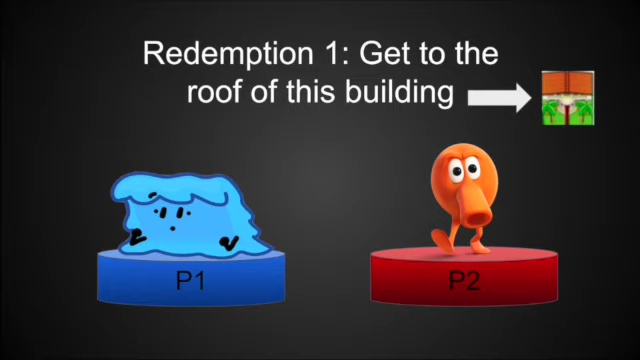 Redemption 1: Get to the
roof of this building
P1
P2